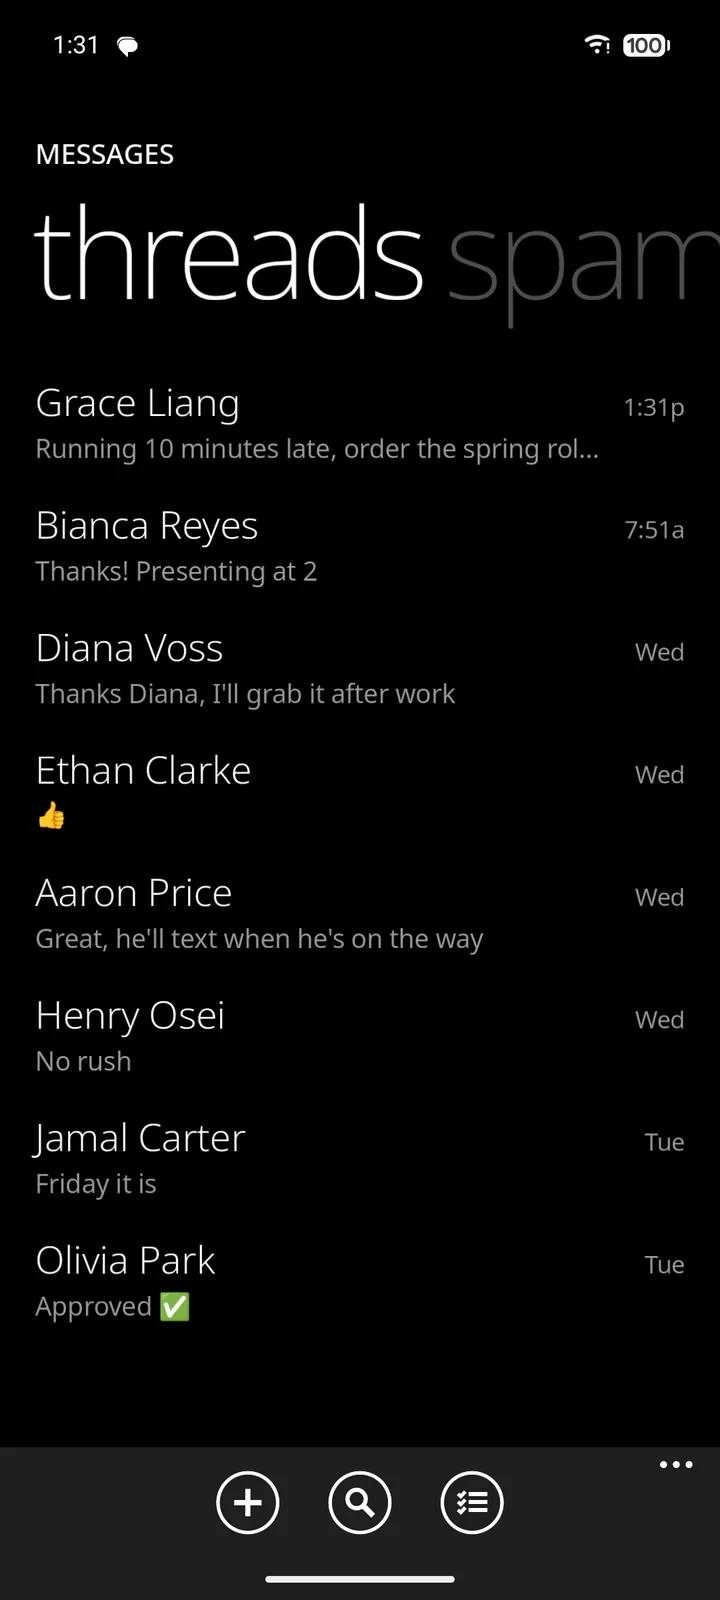 1:31
100
MESSAGES
threads spam
Grace Liang
1:31p
Running 10 minutes late, order the spring rol...
Bianca Reyes
7:51a
Thanks! Presenting at 2
Diana Voss
Wed
Thanks Diana, I'll grab it after work
Ethan Clarke
Wed
👍
Aaron Price
Wed
Great, he'll text when he's on the way
Henry Osei
Wed
No rush
Jamal Carter
Tue
Friday it is
Olivia Park
Tue
Approved ✅